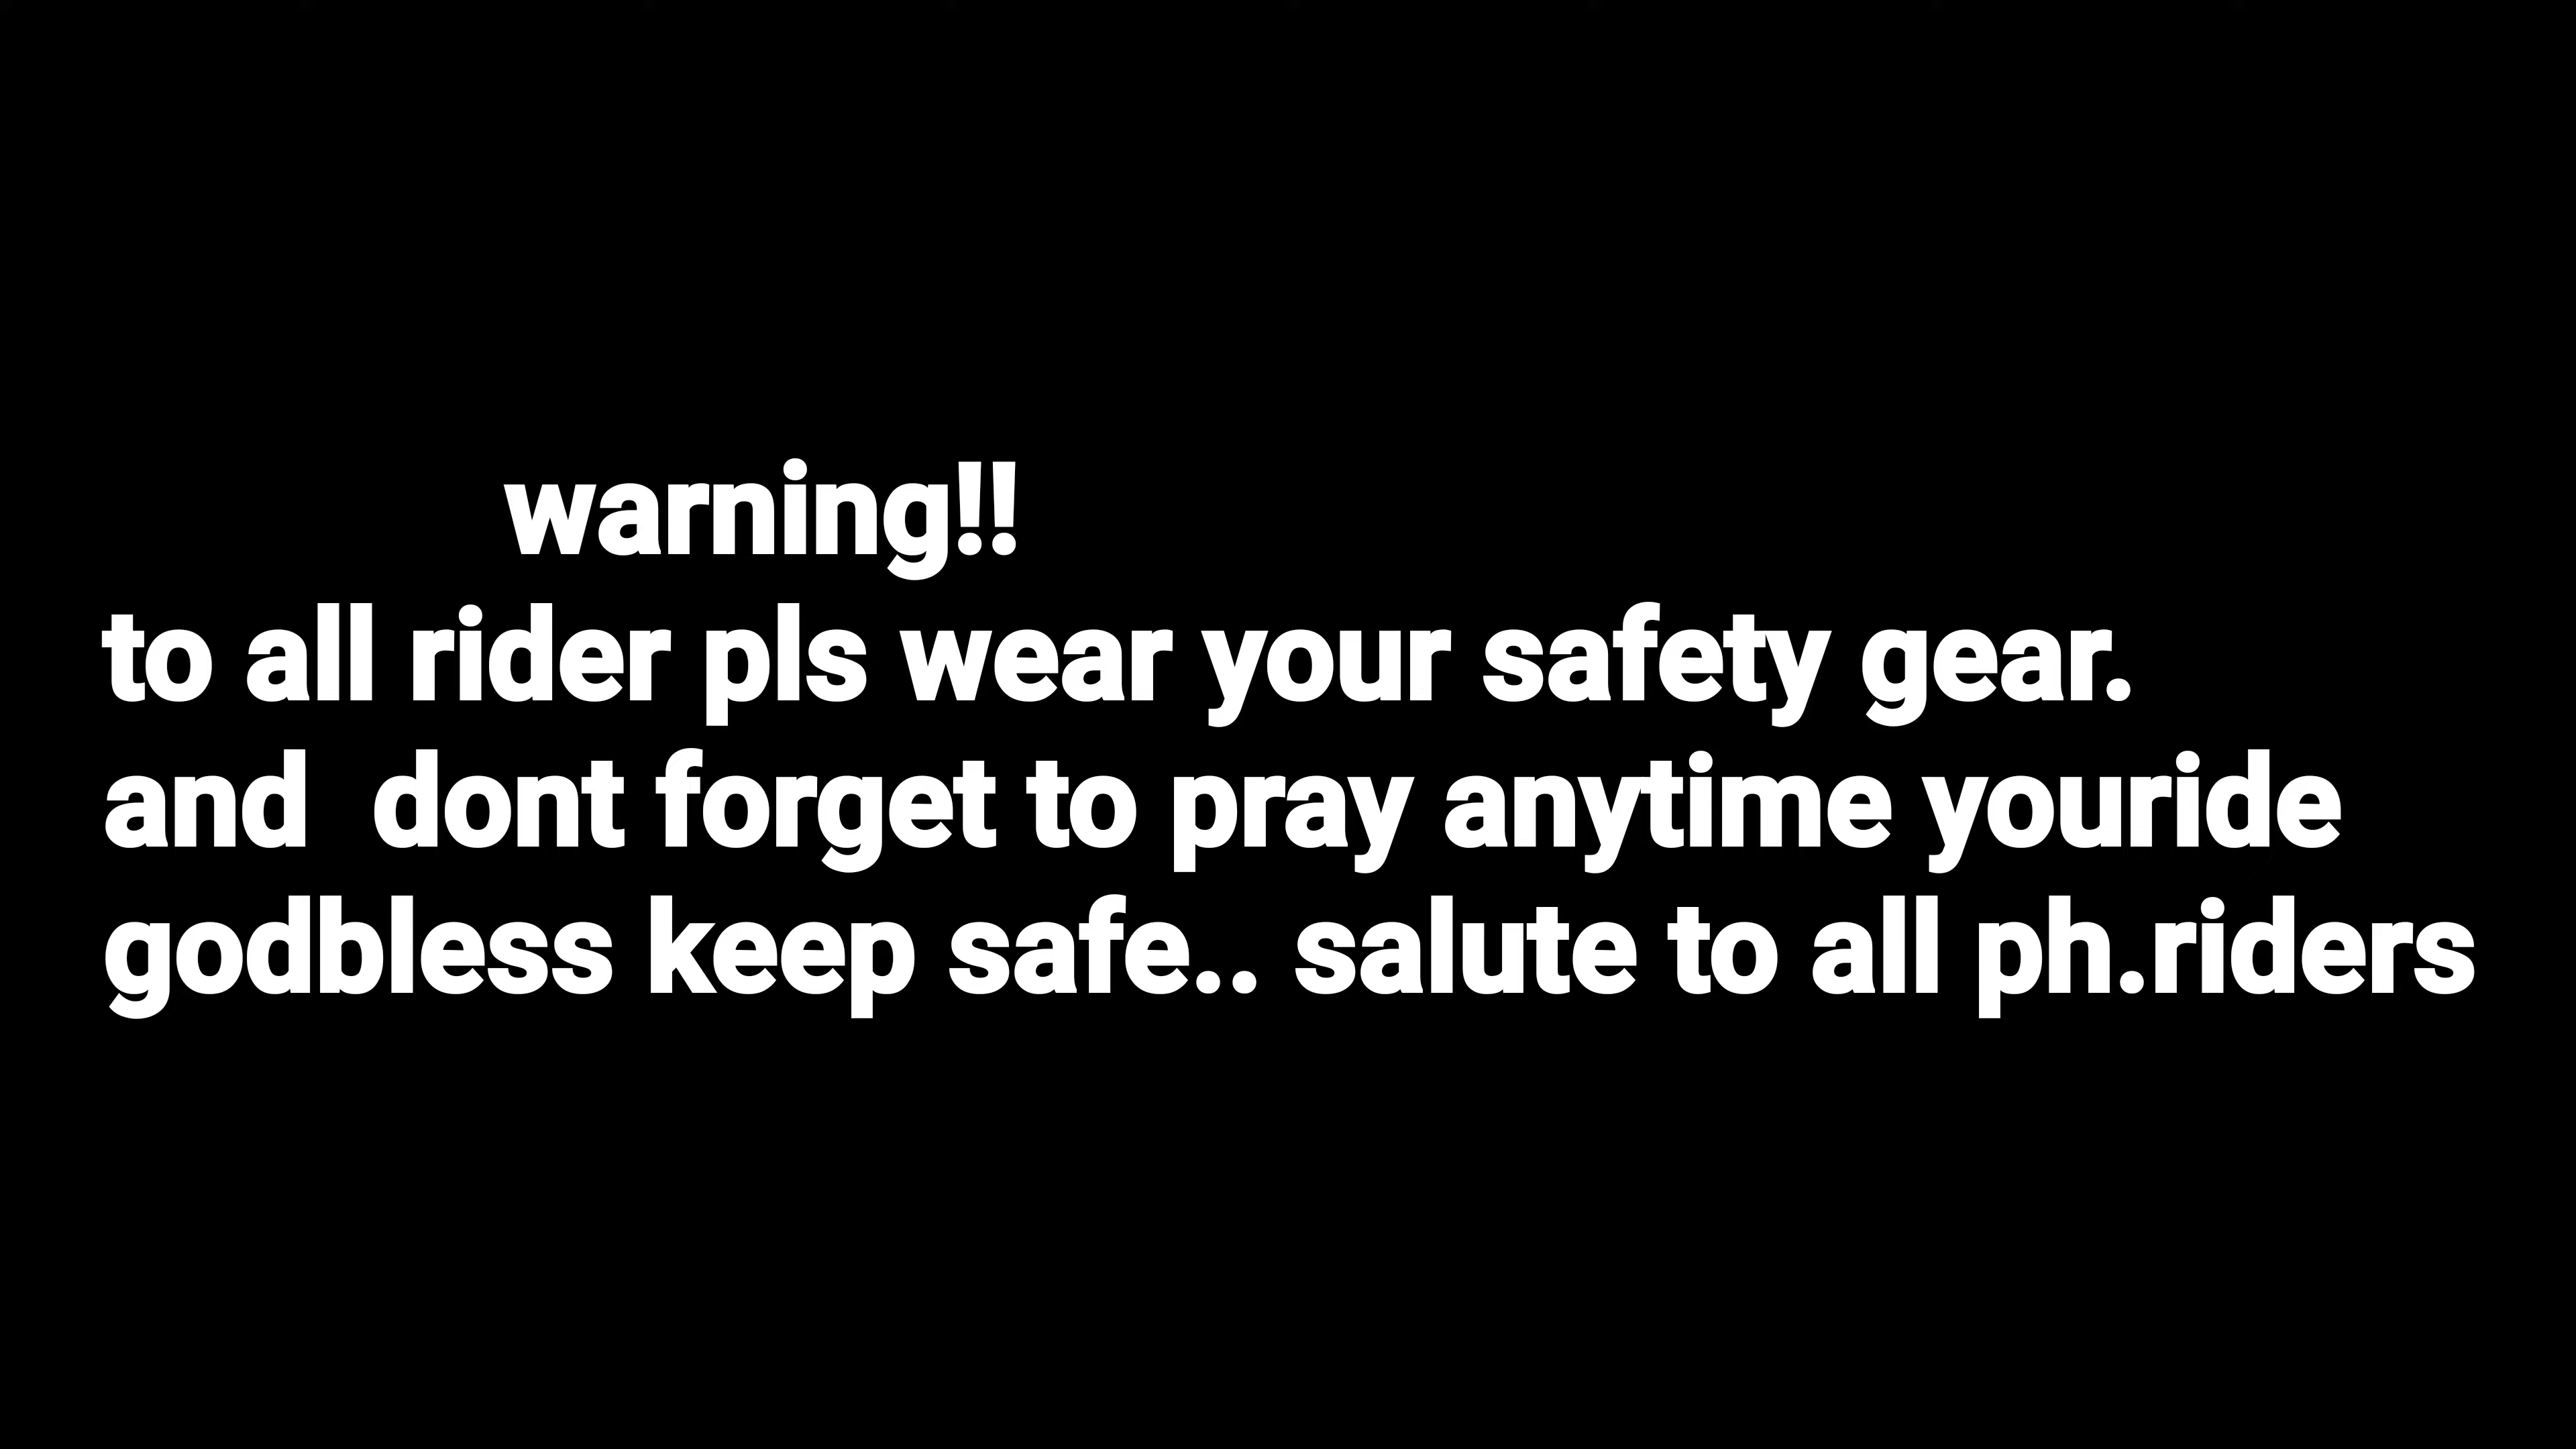 warning!!
to all rider pls wear your safety gear.
and  dont forget to pray anytime youride
godbless keep safe.. salute to all ph.riders